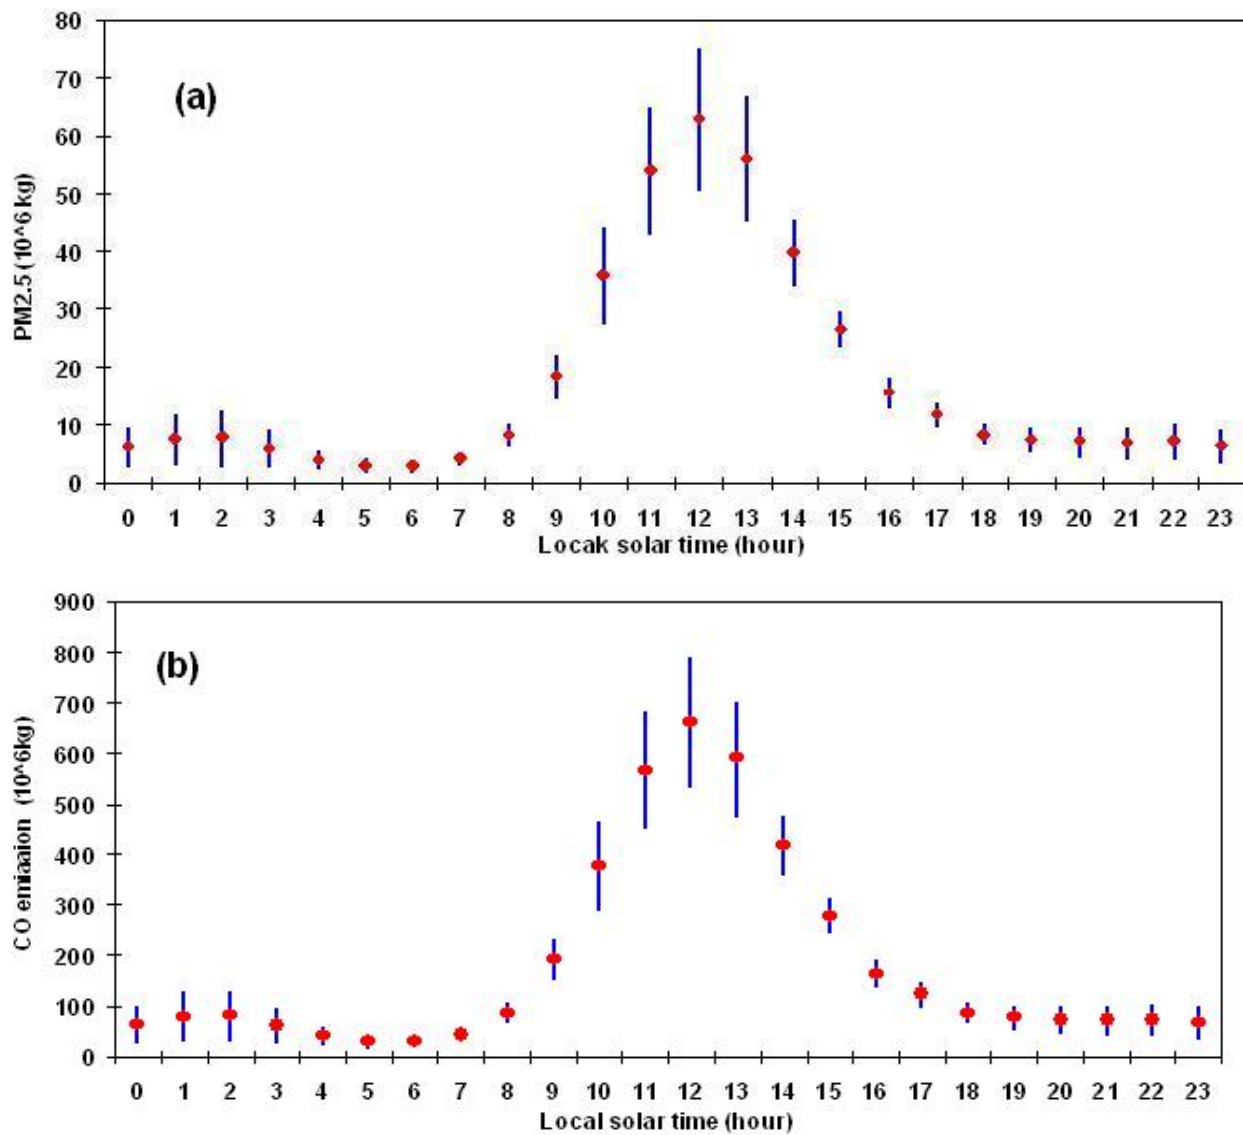 80
70
(a)
60
50
40
30
20
10
0
PM2.5 (10^6 kg)
0 1 2 3 4 5 6 7 8 9 10 11 12 13 14 15 16 17 18 19 20 21 22 23
Locak solar time (hour)
900
800
(b)
700
600
500
400
300
200
100
0
CO emiaaion (10^6kg)
0 1 2 3 4 5 6 7 8 9 10 11 12 13 14 15 16 17 18 19 20 21 22 23
Local solar time (hour)